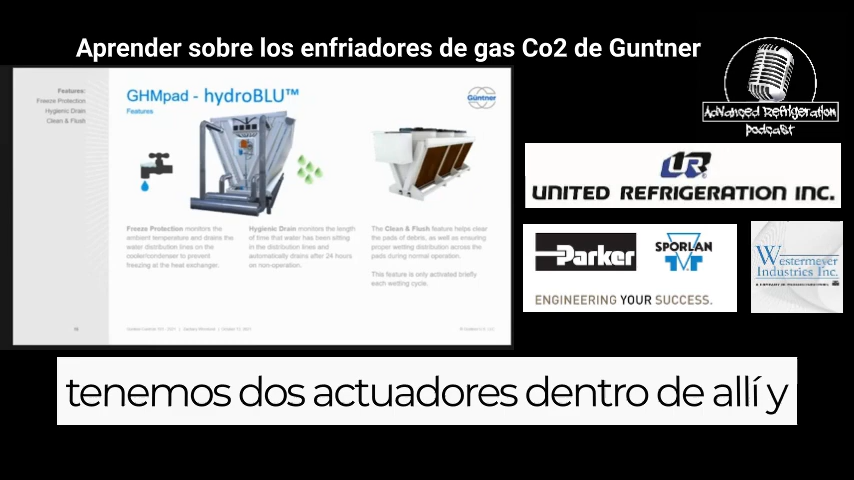 Aprender sobre los enfriadores de gas Co2 de Guntner
Advanced Refrigeration
Podcast
Features:
Freeze Protection
Hygienic Drain
Clean & Flush
GHMpad - hydroBLU™
Features
Güntner
Freeze Protection monitors the
ambient temperature and drains the
water distribution lines on the
cooler/condenser to prevent
freezing at the heat exchanger.
Hygienic Drain monitors the length
of time that water has been sitting
in the distribution lines and
automatically drains after 24 hours
on non-operation.
The Clean & Flush feature helps clear
the pads of debris, as well as ensuring
proper wetting distribution across the
pads during normal operation.
This feature is only activated briefly
each wetting cycle.
UR
UNITED REFRIGERATION INC.
Parker
SPORLAN
ENGINEERING YOUR SUCCESS.
Westermeyer
Industries Inc.
tenemos dos actuadores dentro de allí y